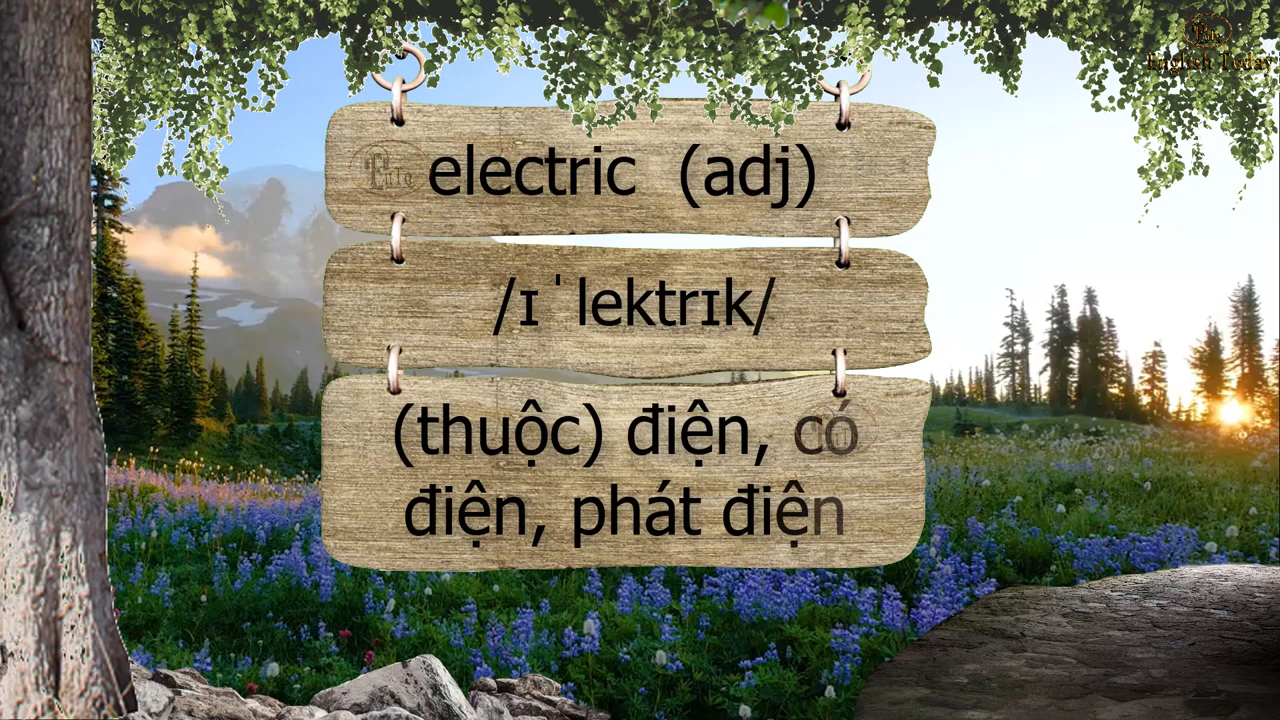 English Today
electric (adj)
/ɪˈlektrɪk/
(thuộc) điện, có
điện, phát điện